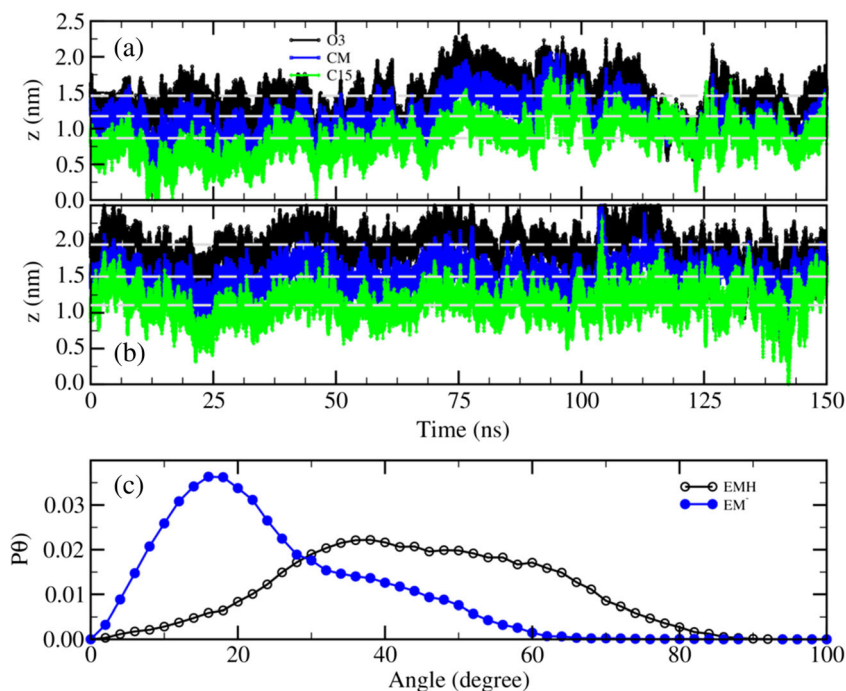 (a)
O3
CM
C15
z (nm)
2.5
2.0
1.5
1.0
0.5
0.0
z (nm)
2.0
1.5
1.0
0.5
0.0
(b)
0 25 50 75 100 125 150
Time (ns)
(c)
EMH
EM-
Pθ)
0.03
0.02
0.01
0.00
0 20 40 60 80 100
Angle (degree)